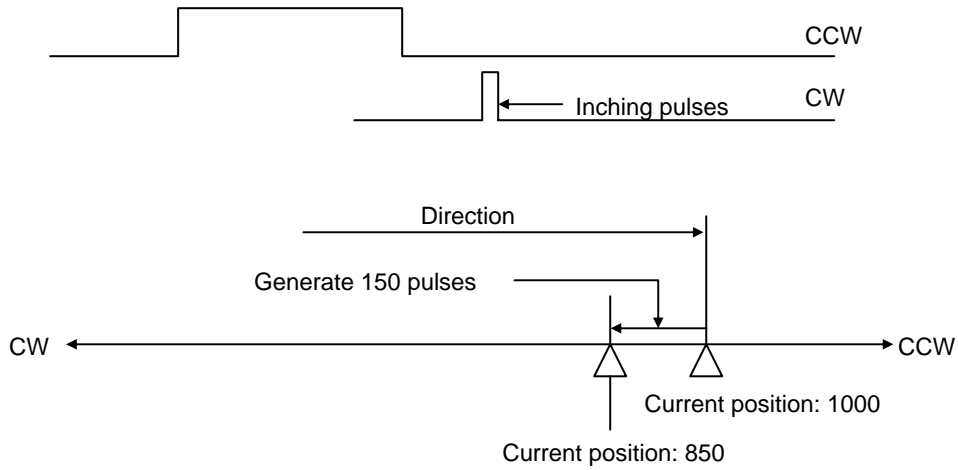 CCW
CW
Inching pulses
Direction
Generate 150 pulses
CW
CCW
Current position: 1000
Current position: 850